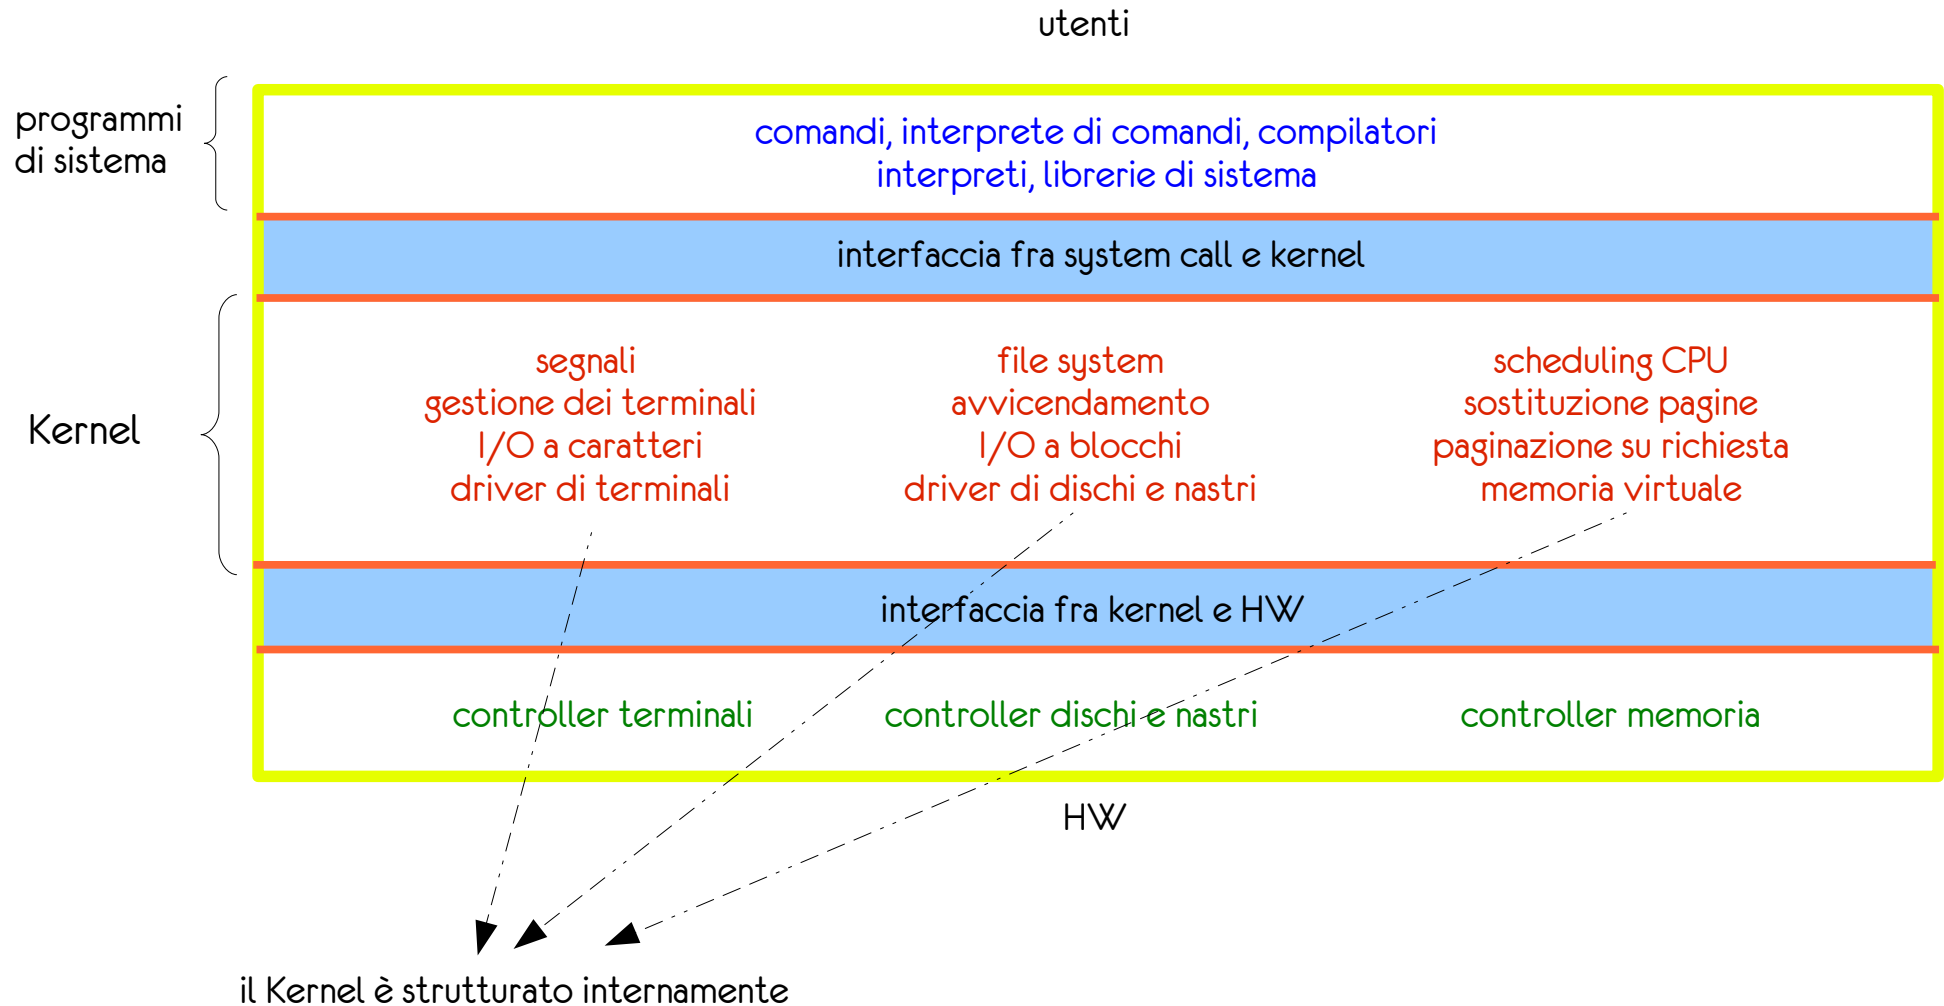 utenti
programmi
di sistema
comandi, interprete di comandi, compilatori
interpreti, librerie di sistema
interfaccia fra system call e kernel
Kernel
segnali
gestione dei terminali
I/O a caratteri
driver di terminali
file system
avvicendamento
I/O a blocchi
driver di dischi e nastri
scheduling CPU
sostituzione pagine
paginazione su richiesta
memoria virtuale
interfaccia fra kernel e HW
controller terminali
controller dischi e nastri
controller memoria
HW
il Kernel è strutturato internamente